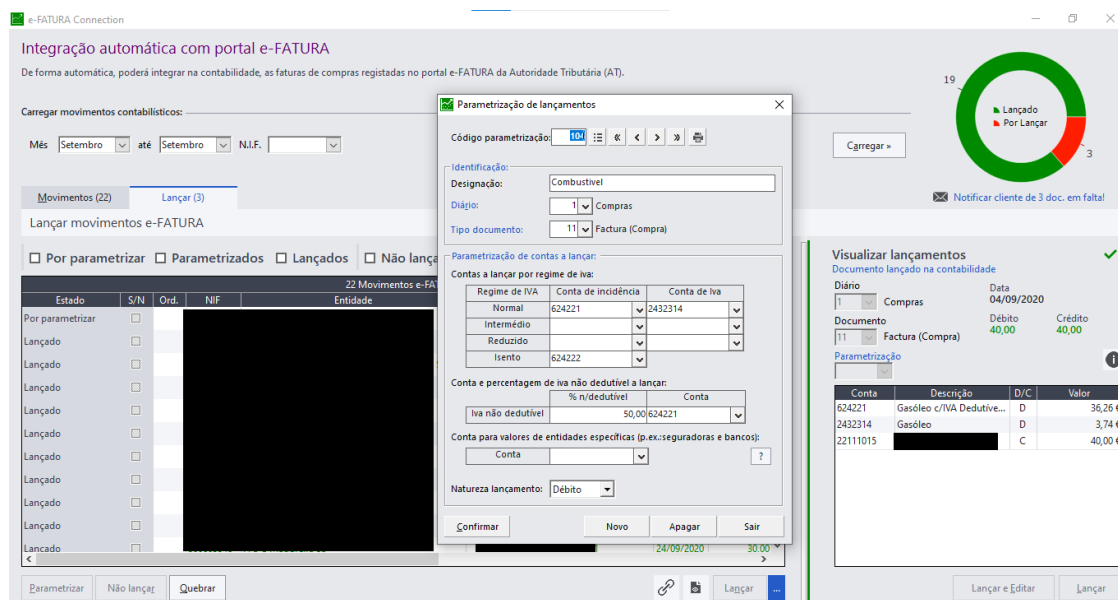 e-FATURA Connection
Integração automática com portal e-FATURA
De forma automática, poderá integrar na contabilidade, as faturas de compras registadas no portal e-FATURA da Autoridade Tributária (AT).
Carregar movimentos contabilísticos:
Mês Setembro até Setembro N.I.F.
Carregar »
19
Lançado
Por Lançar
3
Notificar cliente de 3 doc. em falta!
Movimentos (22) Lançar (3)
Lançar movimentos e-FATURA
Por parametrizar Parametrizados Lançados Não lança
22 Movimentos e-FA
Estado S/N Ord. NIF Entidade
Por parametrizar
Lançado
Lançado
Lançado
Lançado
Lançado
Lançado
Lançado
Lançado
Lançado
Lançado
24/09/2020 30.00
Parametrizar Não lançar Quebrar Lançar ...
Parametrização de lançamentos
Código parametrização: 104
Identificação:
Designação: Combustivel
Diário: 1 Compras
Tipo documento: 11 Factura (Compra)
Parametrização de contas a lançar:
Contas a lançar por regime de iva:
Regime de IVA Conta de incidência Conta de Iva
Normal 624221 2432314
Intermédio
Reduzido
Isento 624222
Conta e percentagem de iva não dedutível a lançar:
% n/dedutível Conta
Iva não dedutível 50,00 624221
Conta para valores de entidades específicas (p.ex.:seguradoras e bancos):
Conta ?
Natureza lançamento: Débito
Confirmar Novo Apagar Sair
Visualizar lançamentos
Documento lançado na contabilidade
Diário Data
1 Compras 04/09/2020
Documento Débito Crédito
11 Factura (Compra) 40,00 40,00
Parametrização
Conta Descrição D/C Valor
624221 Gasóleo c/IVA Dedutíve... D 36,26 €
2432314 Gasóleo D 3,74 €
22111015 C 40,00 €
Lançar e Editar Lançar